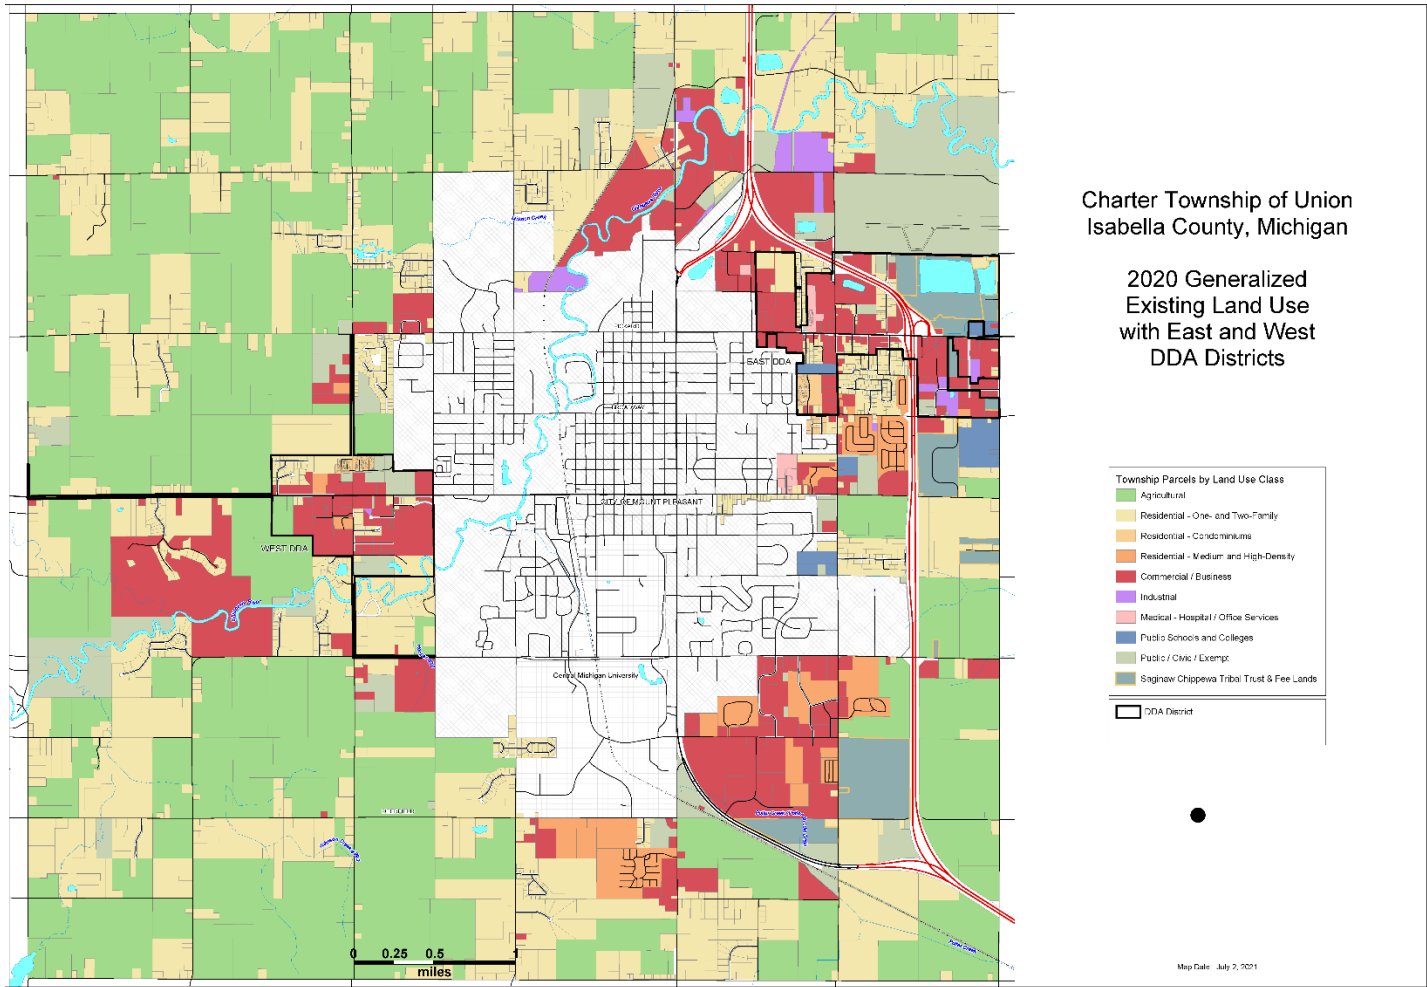 Charter Township of Union
Isabella County, Michigan
2020 Generalized
Existing Land Use
with East and West
DDA Districts
EAST DDA
CITY OF MOUNT PLEASANT
WEST DDA
Central Michigan University
Township Parcels by Land Use Class
Agricultural
Residential - One- and Two-Family
Residential - Condominiums
Residential - Medium and High-Density
Commercial / Business
Industrial
Medical - Hospital / Office Services
Public Schools and Colleges
Public / Civic / Exempt
Saginaw Chippewa Tribal Trust & Fee Lands
DDA District
0 0.25 0.5 1
miles
Map Date: July 2, 2021